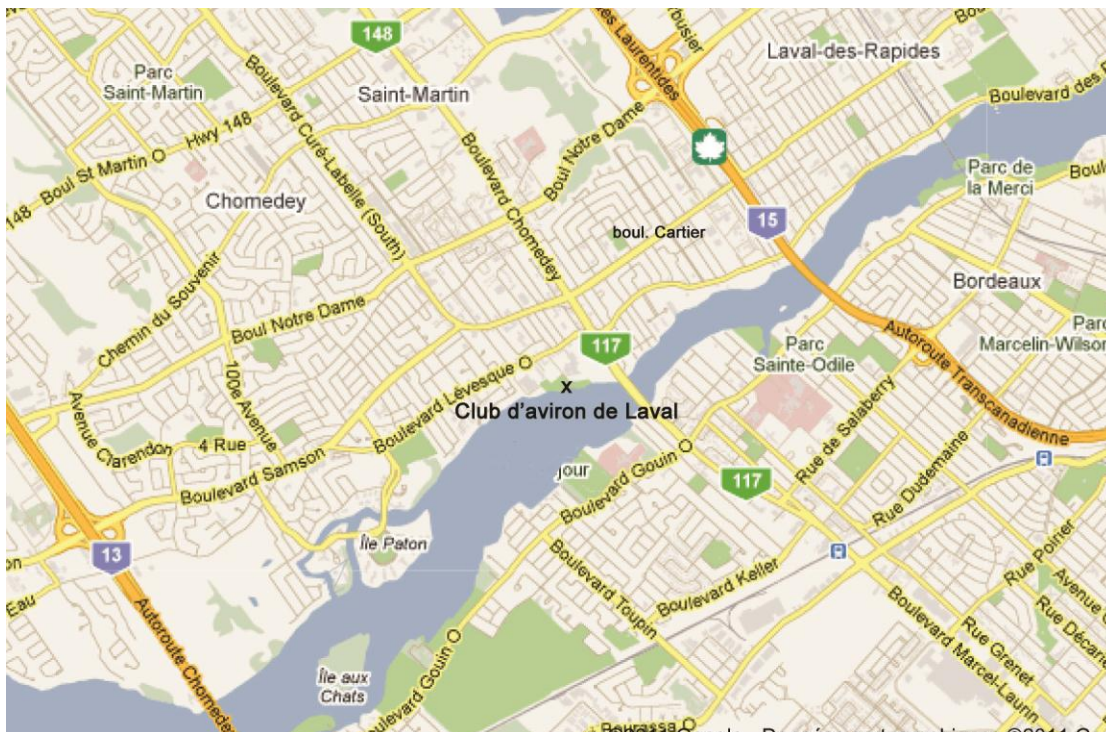 148
Parc
Saint-Martin
Saint-Martin
Boulevard Curé-Labelle (South)
Hwy 148
Boul St Martin O
148
Chomedey
Boulevard Chomedey
Boul Notre Dame
des Laurentides
Laval-des-Rapides
Boulevard des
Parc de
la Merci
15
boul. Cartier
Bordeaux
Chemin du Souvenir
Boul Notre Dame
100e Avenue
Avenue Clarendon
4 Rue
Boulevard Samson
Boulevard Lévesque O
117
x
Club d'aviron de Laval
Parc
Sainte-Odile
Autoroute Transcanadienne
Parc
Marcelin-Wilson
jour
Boulevard Gouin O
117
Rue de Salaberry
Rue Dudemaine
13
Île Paton
Eau
Autoroute Chomedey
Île aux
Chats
Boulevard Gouin O
Boulevard Toupin
Boulevard Keller
Boulevard Marcel-Laurin
Rue Grenet
Rue Poirier
Rue Décarie